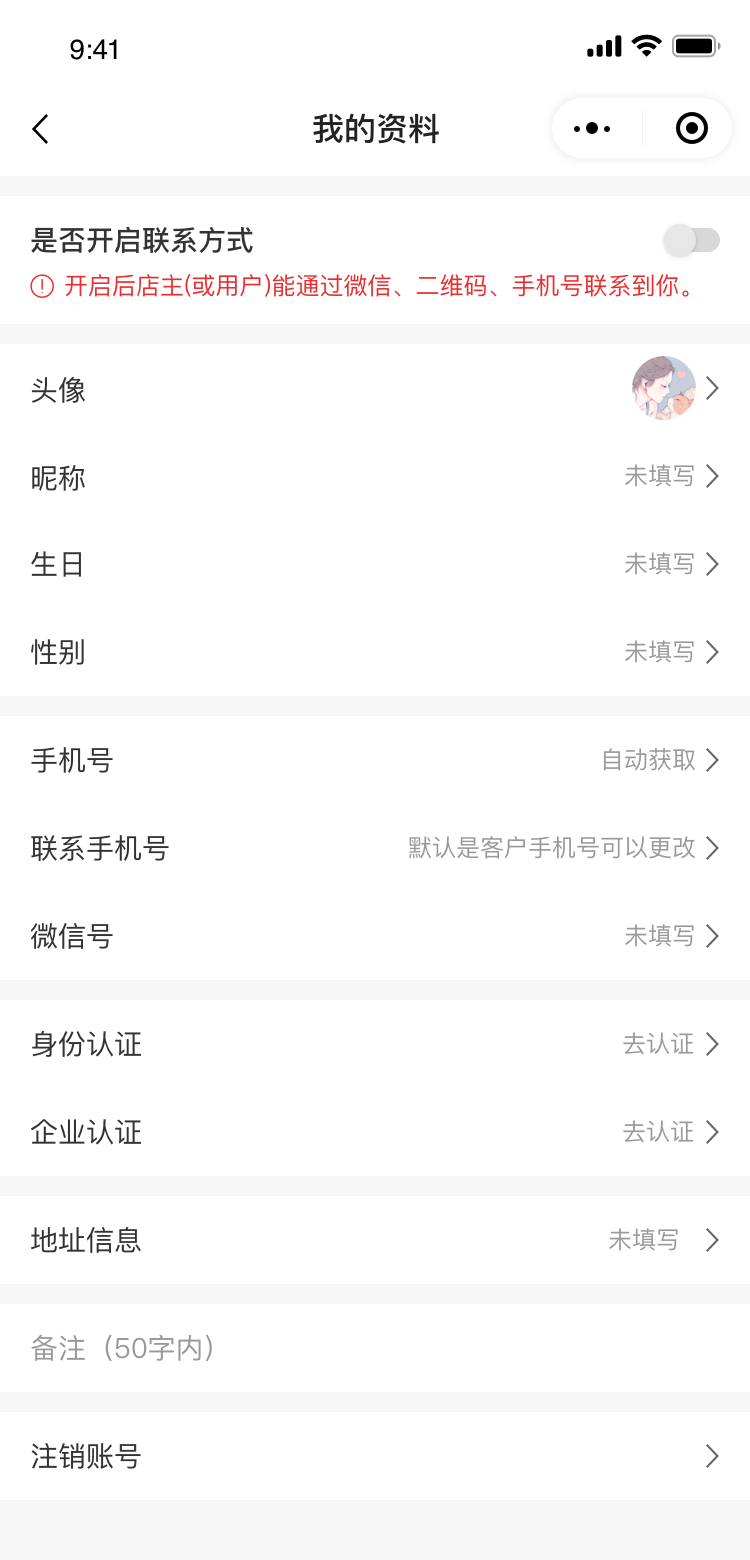 9:41
我的资料
是否开启联系方式
开启后店主(或用户)能通过微信、二维码、手机号联系到你。
头像
昵称 未填写
生日 未填写
性别 未填写
手机号 自动获取
联系手机号 默认是客户手机号可以更改
微信号 未填写
身份认证 去认证
企业认证 去认证
地址信息 未填写
备注（50字内）
注销账号